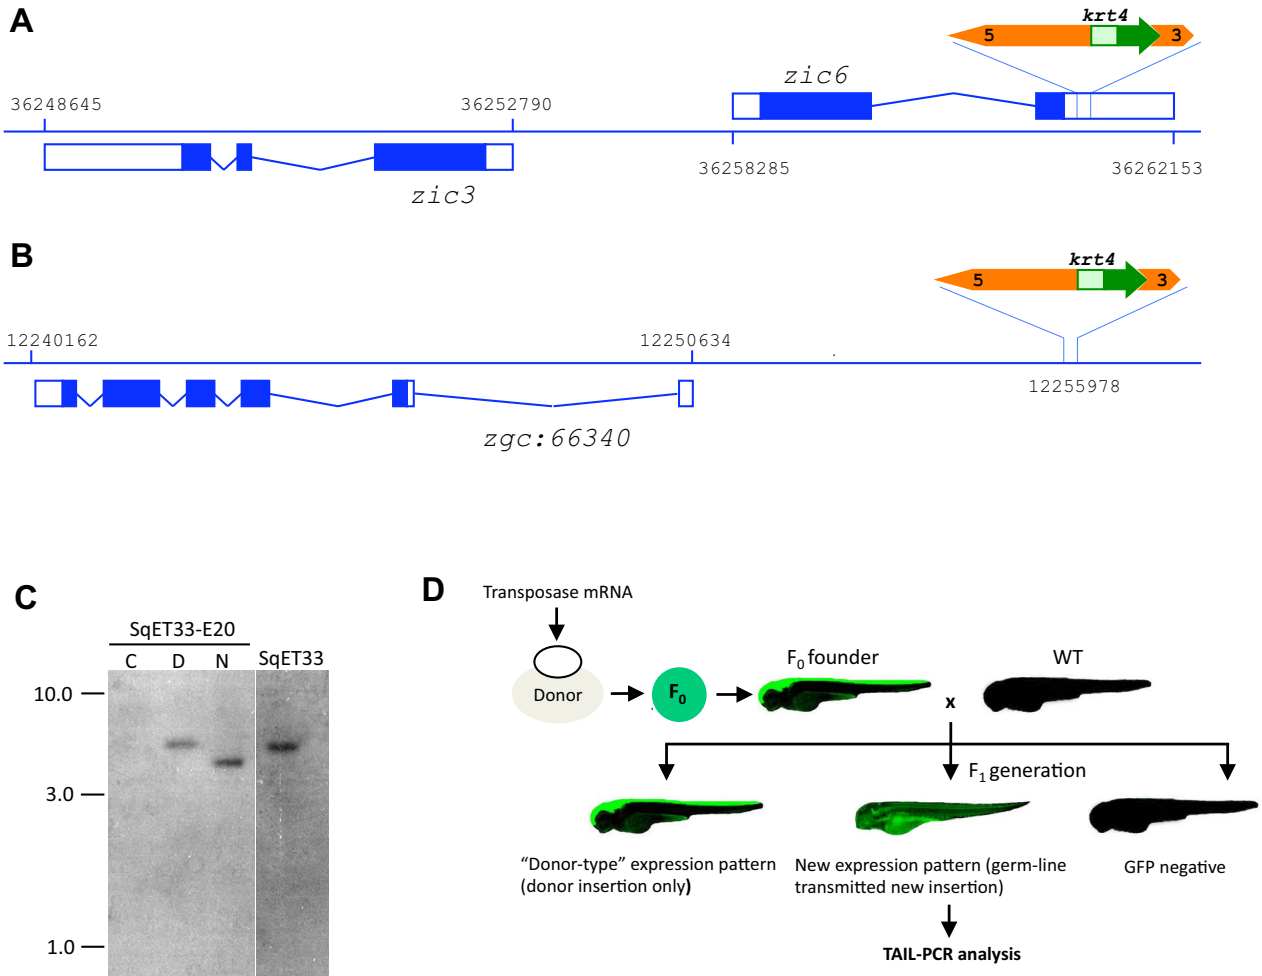 A
krt4
5
3
zic6
36248645
36252790
36258285
36262153
zic3
B
krt4
5
3
12240162
12250634
12255978
zgc:66340
C
SqET33-E20
C D N SqET33
10.0
3.0
1.0
D
Transposase mRNA
Donor
F0
F0 founder
WT
x
F1 generation
“Donor-type” expression pattern
(donor insertion only)
New expression pattern (germ-line
transmitted new insertion)
GFP negative
TAIL-PCR analysis